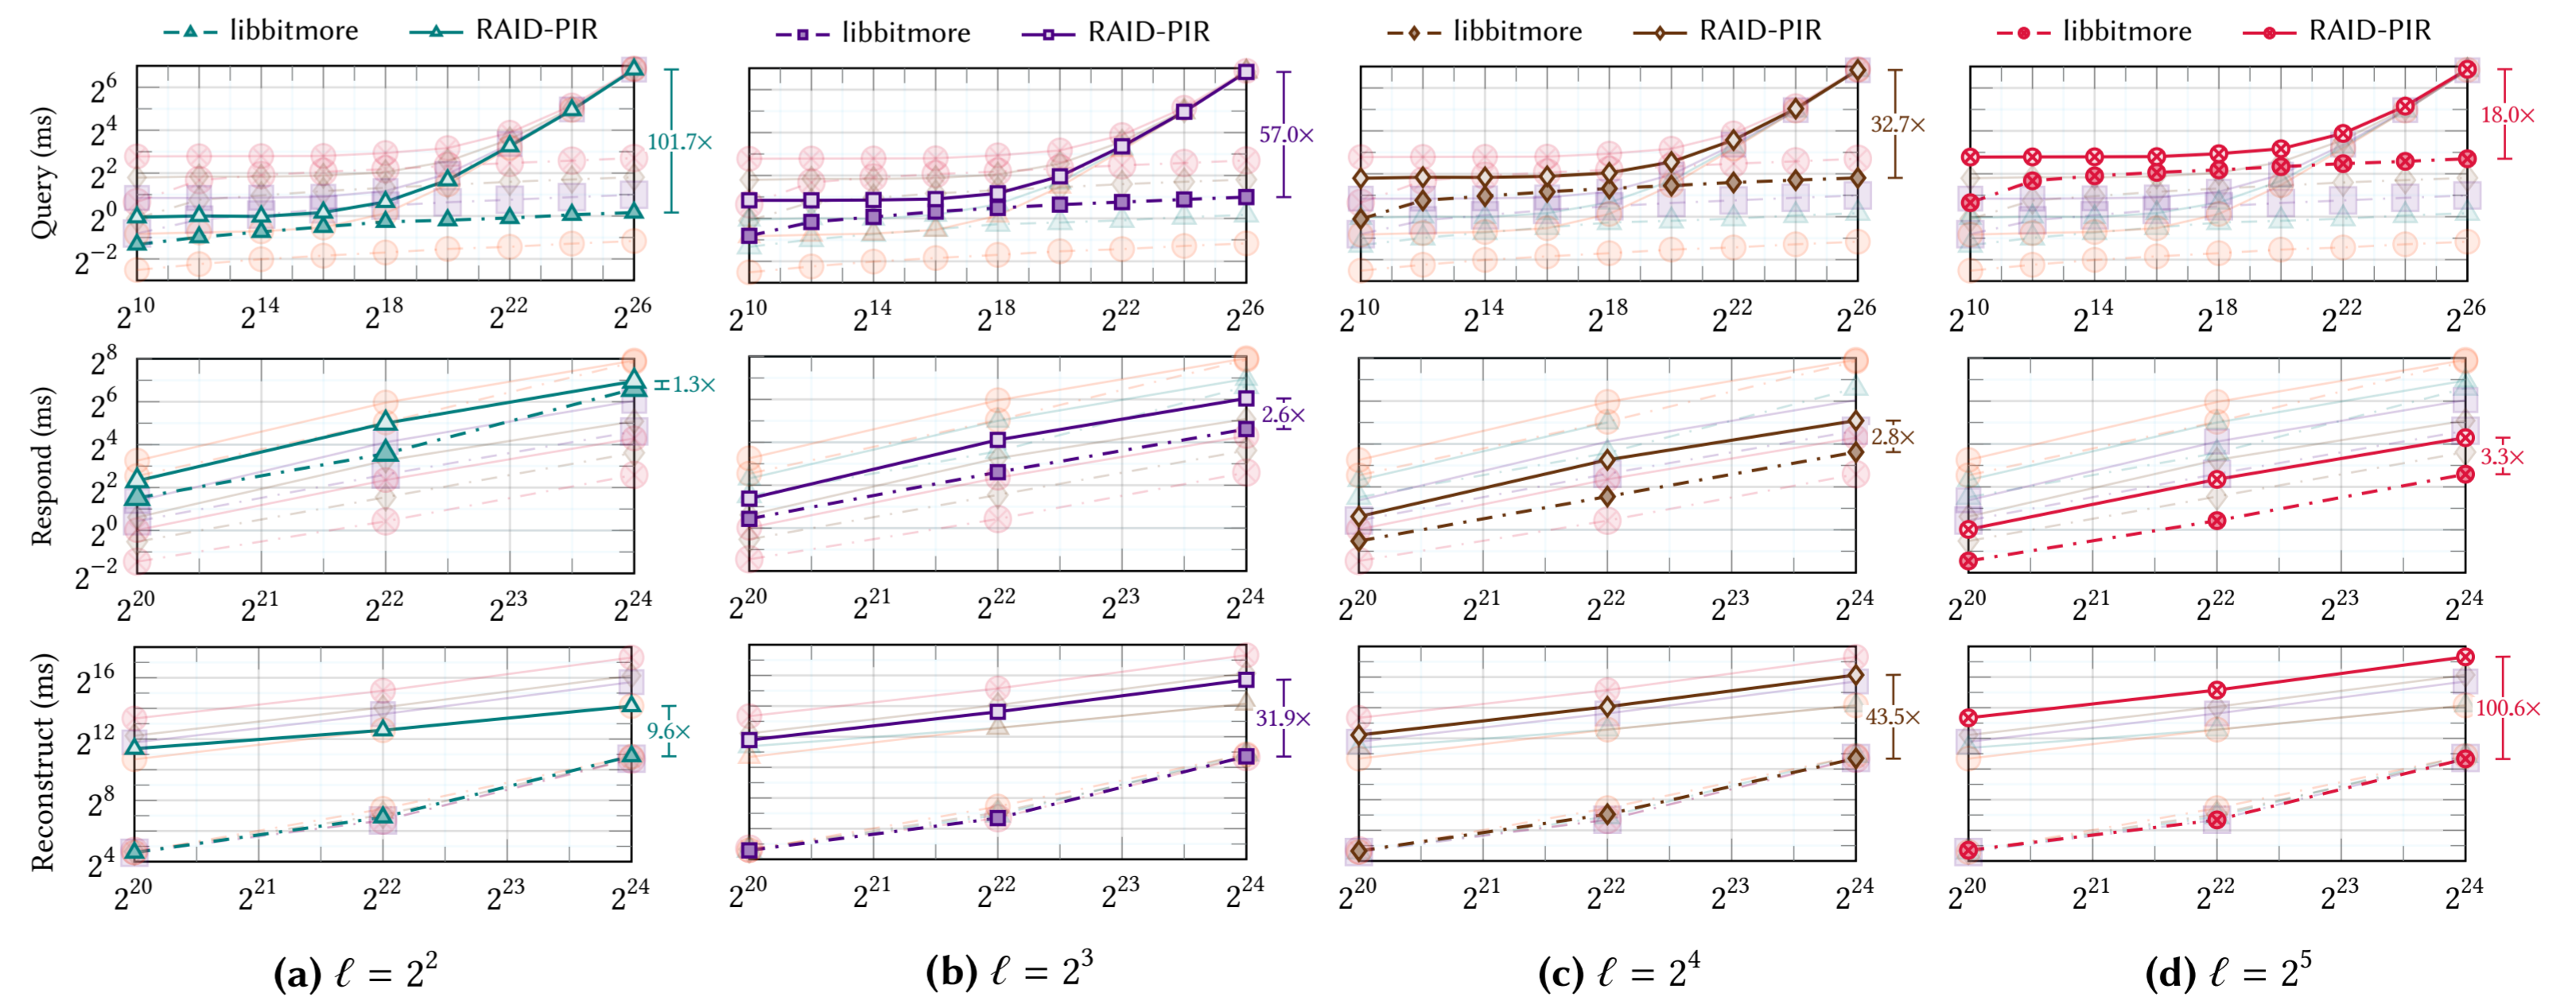 libbitmore RAID-PIR libbitmore RAID-PIR libbitmore RAID-PIR libbitmore RAID-PIR
Query (ms)
2^6
2^4
2^2
2^0
2^−2
101.7× 57.0× 32.7× 18.0×
2^10 2^14 2^18 2^22 2^26 2^10 2^14 2^18 2^22 2^26 2^10 2^14 2^18 2^22 2^26 2^10 2^14 2^18 2^22 2^26
Respond (ms)
2^8
2^6
2^4
2^2
2^0
2^−2
1.3× 2.6× 2.8× 3.3×
2^20 2^21 2^22 2^23 2^24 2^20 2^21 2^22 2^23 2^24 2^20 2^21 2^22 2^23 2^24 2^20 2^21 2^22 2^23 2^24
Reconstruct (ms)
2^16
2^12
2^8
2^4
9.6× 31.9× 43.5× 100.6×
2^20 2^21 2^22 2^23 2^24 2^20 2^21 2^22 2^23 2^24 2^20 2^21 2^22 2^23 2^24 2^20 2^21 2^22 2^23 2^24
(a) ℓ = 2^2 (b) ℓ = 2^3 (c) ℓ = 2^4 (d) ℓ = 2^5